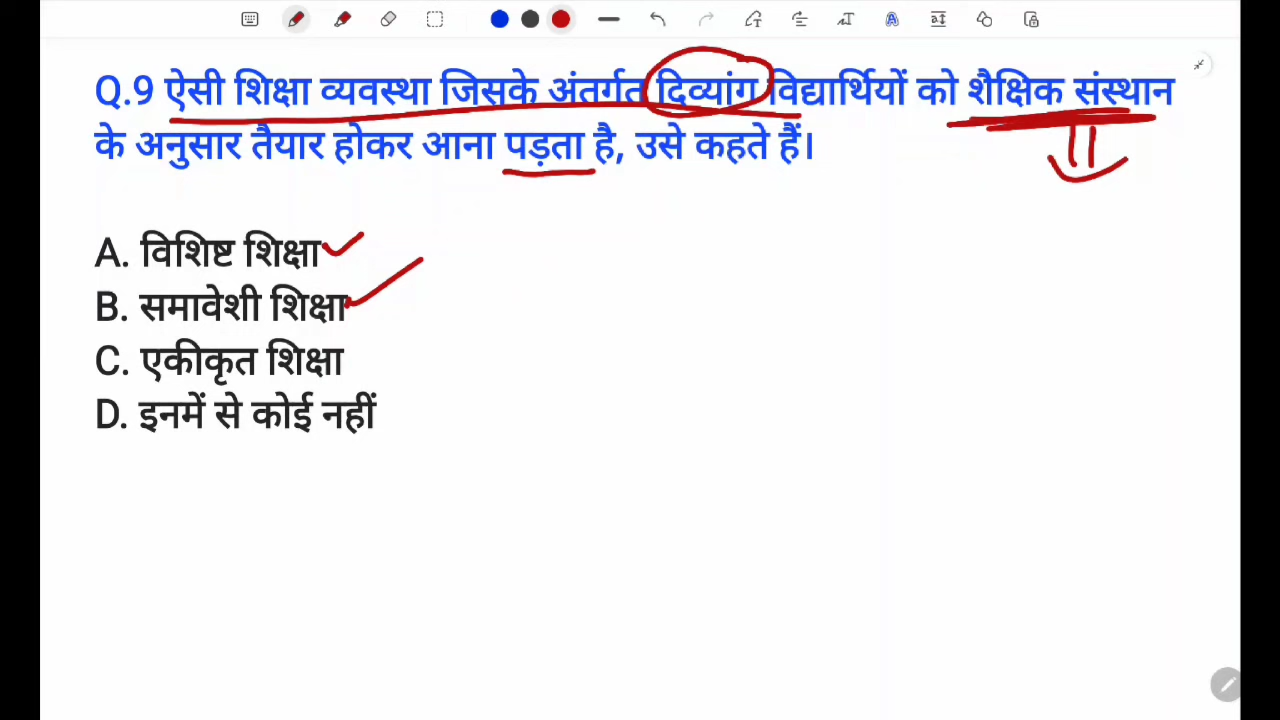 Q.9 ऐसी शिक्षा व्यवस्था जिसके अंतर्गत दिव्यांग विद्यार्थियों को शैक्षिक संस्थान
के अनुसार तैयार होकर आना पड़ता है, उसे कहते हैं।
A. विशिष्ट शिक्षा
B. समावेशी शिक्षा
C. एकीकृत शिक्षा
D. इनमें से कोई नहीं